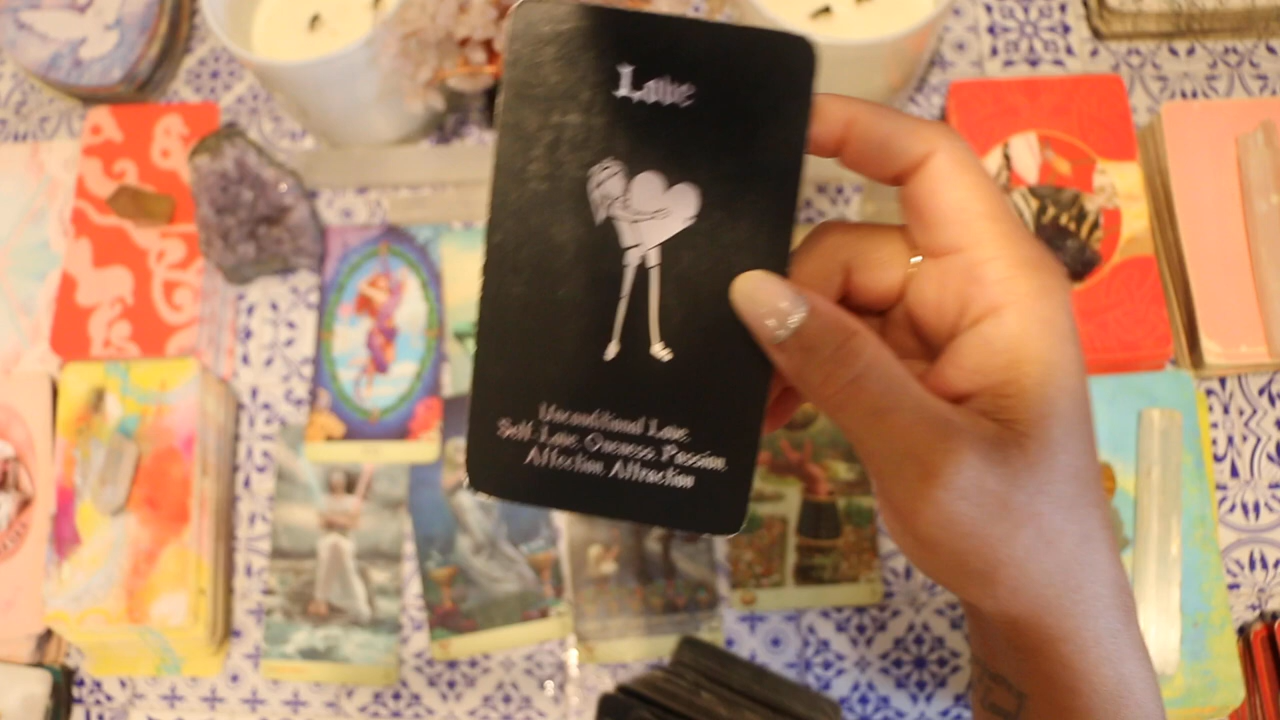 Love
Unconditional Love,
Self-Love, Oneness, Passion,
Affection, Attraction